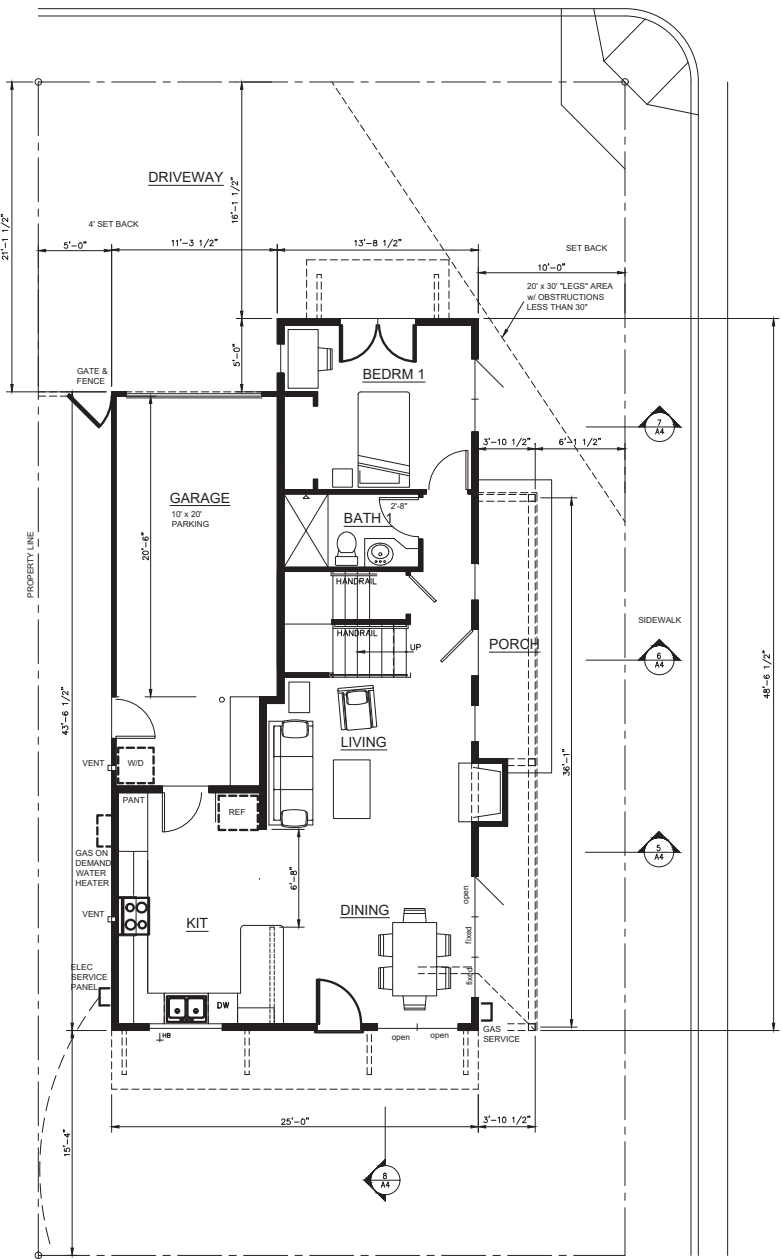 DRIVEWAY
21'-1 1/2"
16'-1 1/2"
4' SET BACK
5'-0"
11'-3 1/2"
13'-8 1/2"
SET BACK
10'-0"
20' x 30' "LEGS" AREA
w/ OBSTRUCTIONS
LESS THAN 30"
5'-0"
GATE &
FENCE
BEDRM 1
7
A4
3'-10 1/2"
6'-1 1/2"
GARAGE
10' x 20'
PARKING
2'-8"
BATH 1
20'-6"
PROPERTY LINE
HANDRAIL
HANDRAIL
UP
PORCH
SIDEWALK
6
A4
48'-6 1/2"
43'-6 1/2"
36'-1"
LIVING
VENT
W/D
PANT
REF
GAS ON
DEMAND
WATER
HEATER
5
A4
6'-8"
open
VENT
KIT
DINING
fixed
fixed
ELEC
SERVICE
PANEL
DW
HB
open
open
GAS
SERVICE
25'-0"
3'-10 1/2"
15'-4"
8
A4